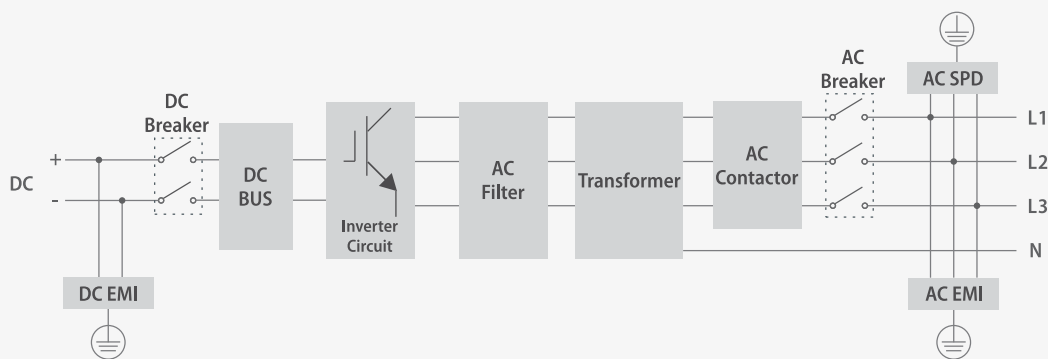 AC SPD
AC
Breaker
DC
Breaker
L1
+
DC
-
DC
BUS
Inverter
Circuit
AC
Filter
Transformer
AC
Contactor
L2
L3
N
DC EMI
AC EMI